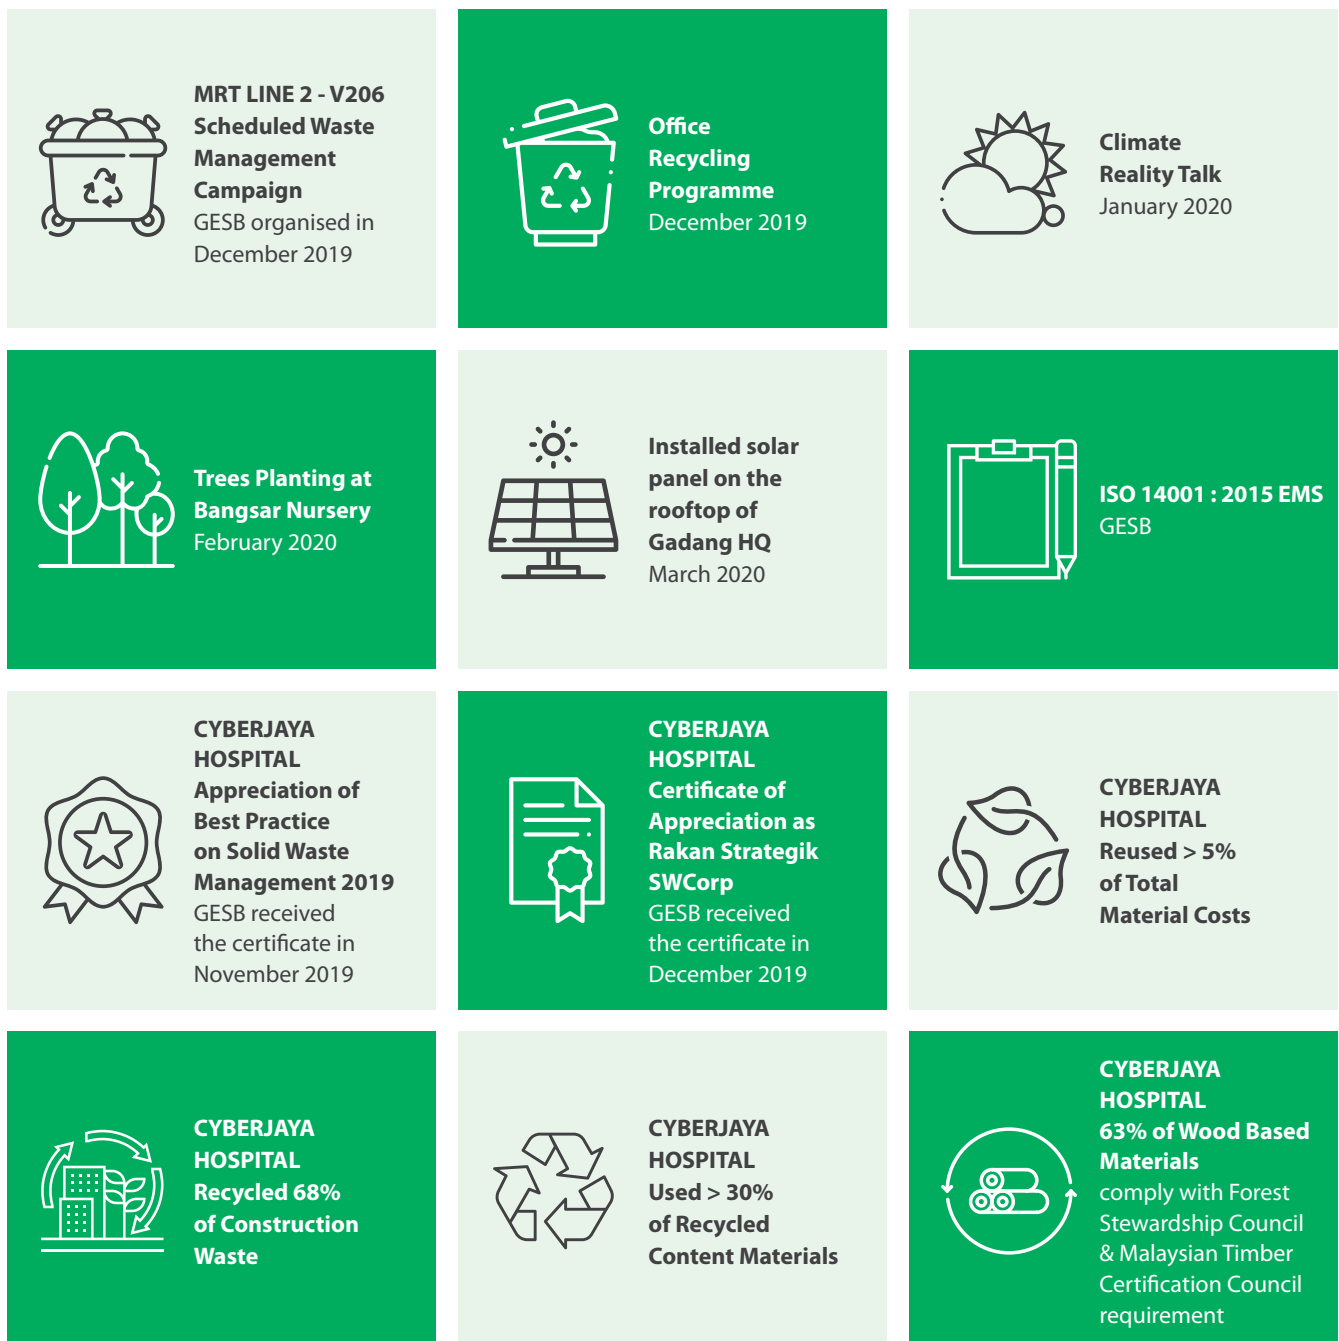 MRT LINE 2 - V206
Scheduled Waste
Management
Campaign
GESB organised in
December 2019
Office
Recycling
Programme
December 2019
Climate
Reality Talk
January 2020
Trees Planting at
Bangsar Nursery
February 2020
Installed solar
panel on the
rooftop of
Gadang HQ
March 2020
ISO 14001 : 2015 EMS
GESB
CYBERJAYA
HOSPITAL
Appreciation of
Best Practice
on Solid Waste
Management 2019
GESB received
the certificate in
November 2019
CYBERJAYA
HOSPITAL
Certificate of
Appreciation as
Rakan Strategik
SWCorp
GESB received
the certificate in
December 2019
CYBERJAYA
HOSPITAL
Reused > 5%
of Total
Material Costs
CYBERJAYA
HOSPITAL
Recycled 68%
of Construction
Waste
CYBERJAYA
HOSPITAL
Used > 30%
of Recycled
Content Materials
CYBERJAYA
HOSPITAL
63% of Wood Based
Materials
comply with Forest
Stewardship Council
& Malaysian Timber
Certification Council
requirement